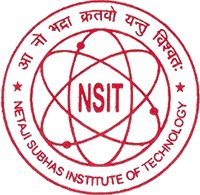 आ नो भद्रा क्रतवो यन्तु विश्वतः
NSIT
NETAJI SUBHAS INSTITUTE OF TECHNOLOGY